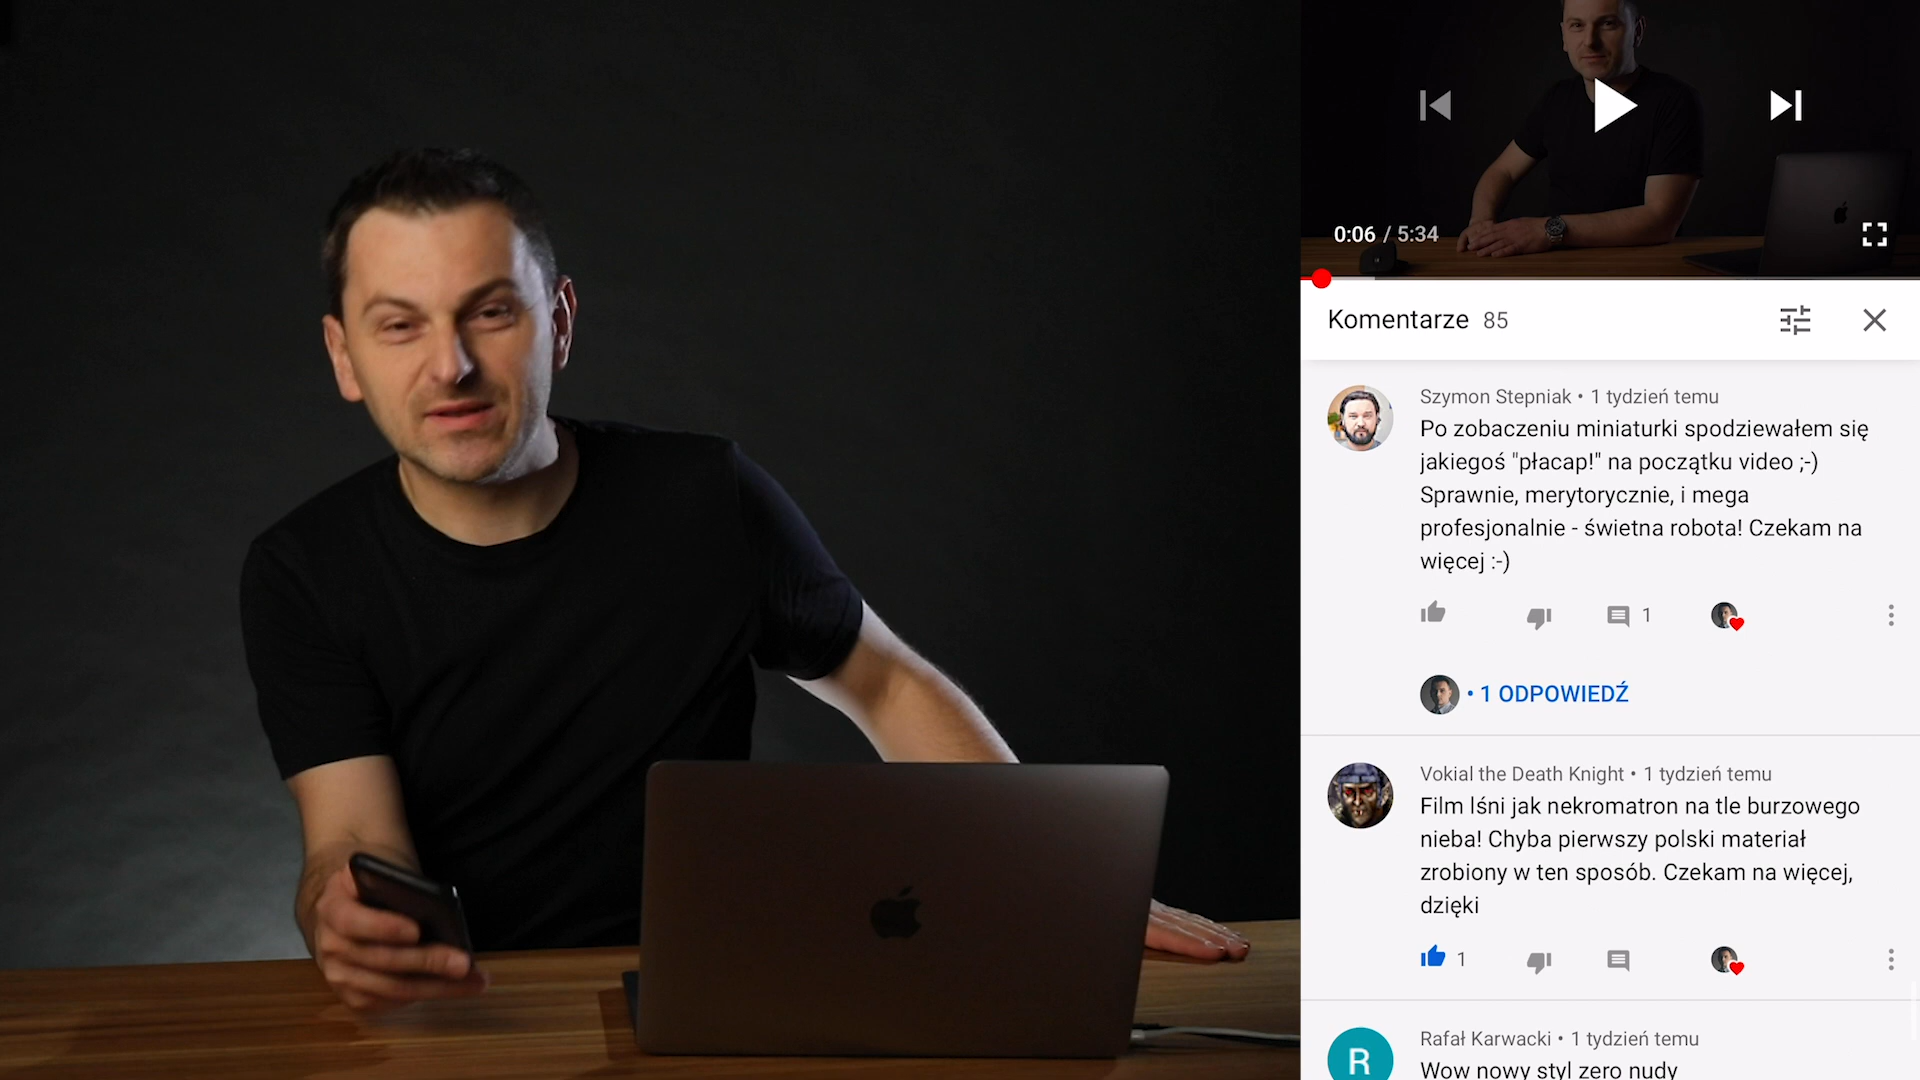 0:06 / 5:34
Komentarze 85
Szymon Stepniak • 1 tydzień temu
Po zobaczeniu miniaturki spodziewałem się
jakiegoś "płacap!" na początku video ;-)
Sprawnie, merytorycznie, i mega
profesjonalnie - świetna robota! Czekam na
więcej :-)
1
• 1 ODPOWIEDŹ
Vokial the Death Knight • 1 tydzień temu
Film lśni jak nekromatron na tle burzowego
nieba! Chyba pierwszy polski materiał
zrobiony w ten sposób. Czekam na więcej,
dzięki
1
R
Rafał Karwacki • 1 tydzień temu
Wow nowy styl zero nudy